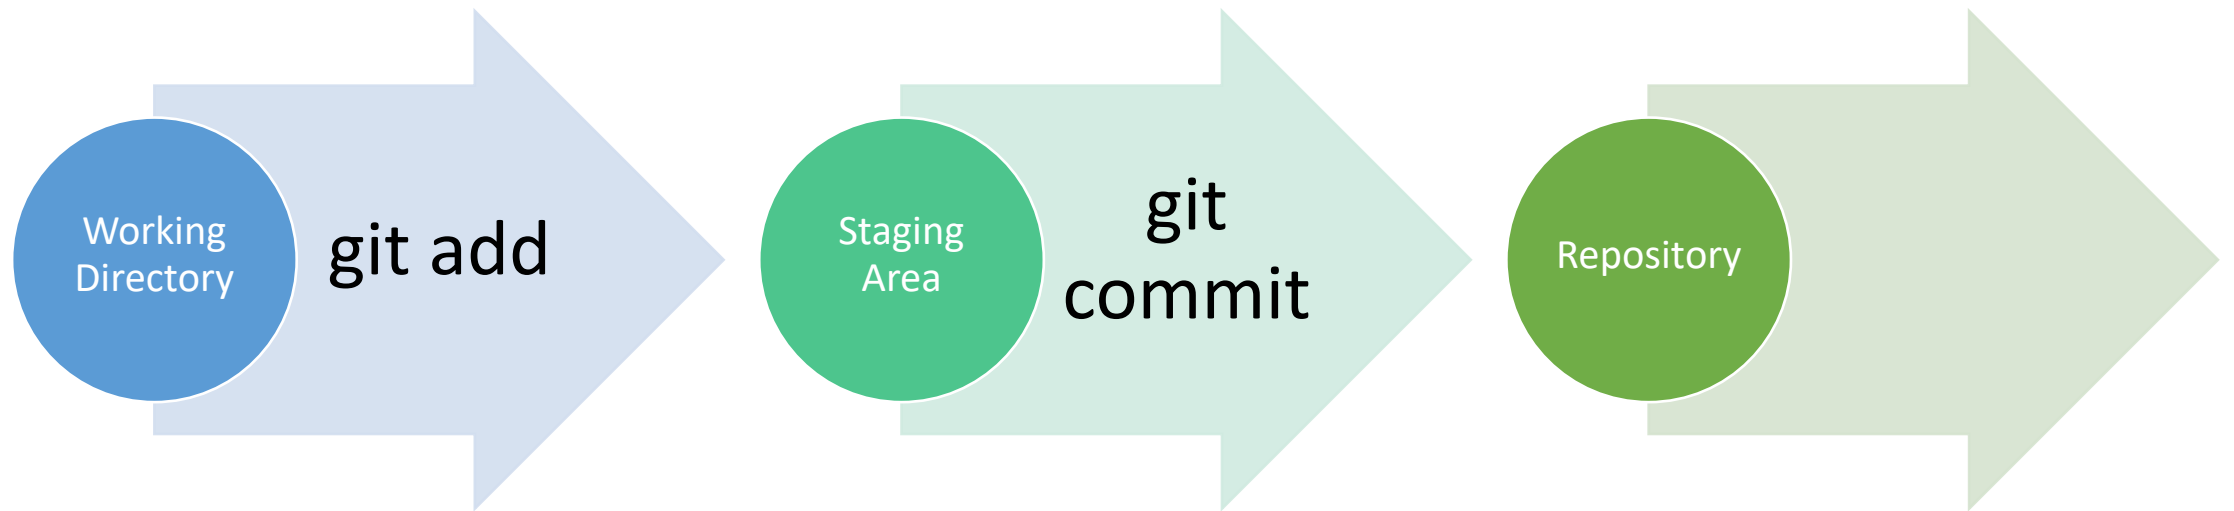 Working
Directory
git add
Staging
Area
git
commit
Repository